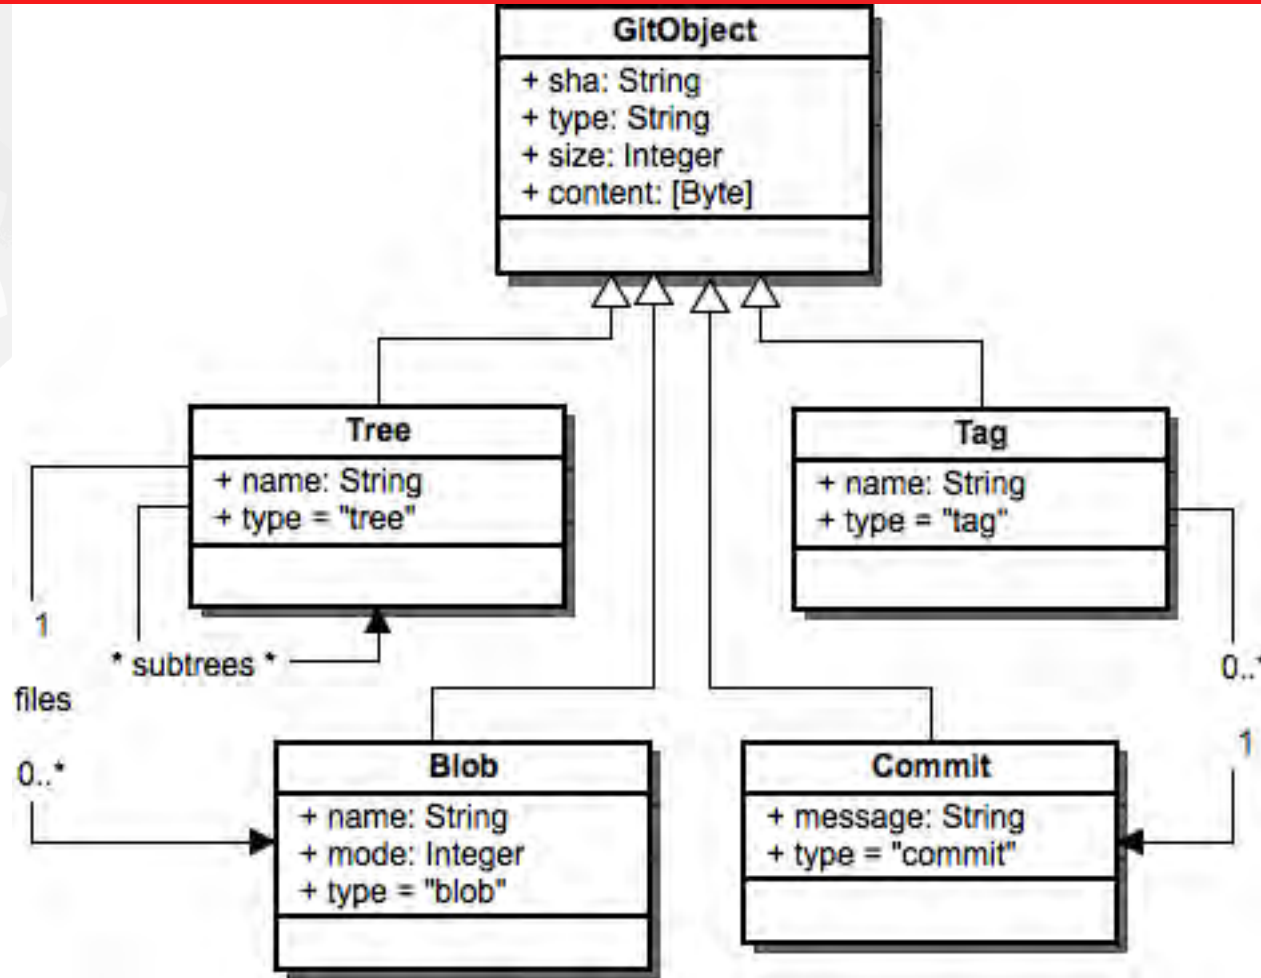 GitObject
+ sha: String
+ type: String
+ size: Integer
+ content: [Byte]
Tree
+ name: String
+ type = "tree"
Tag
+ name: String
+ type = "tag"
1
* subtrees *
files
0..*
0..*
1
Blob
+ name: String
+ mode: Integer
+ type = "blob"
Commit
+ message: String
+ type = "commit"